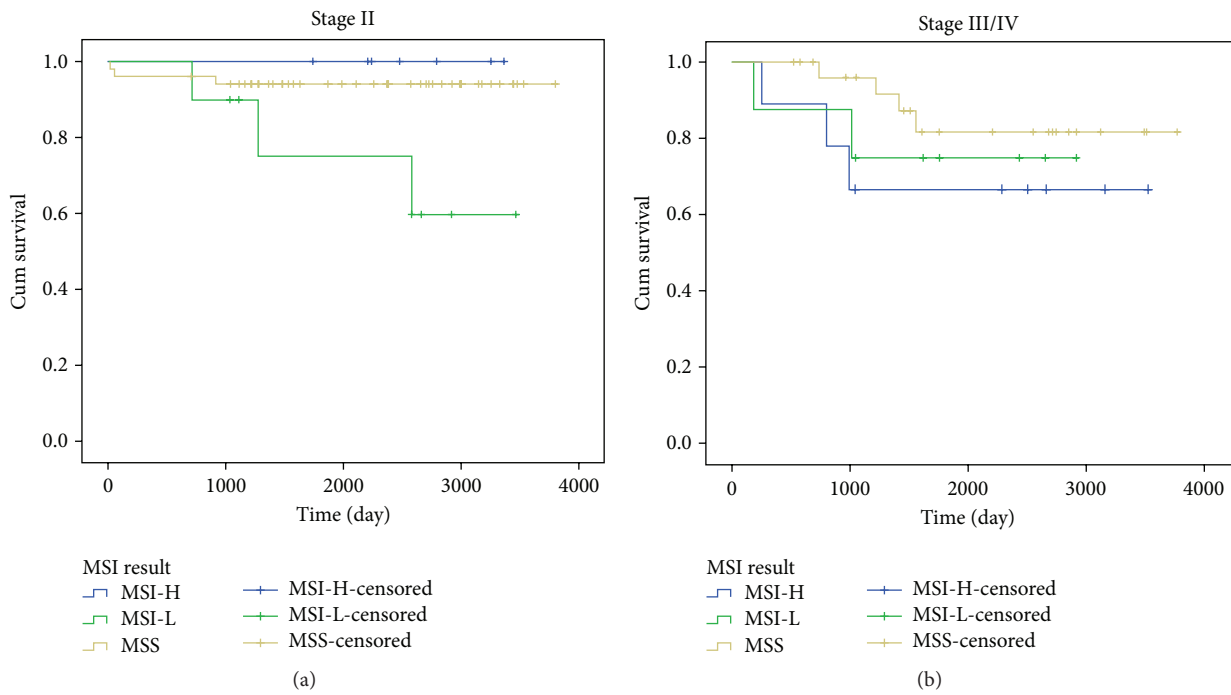 Stage II
1.0
0.8
0.6
0.4
0.2
0.0
Cum survival
0 1000 2000 3000 4000
Time (day)
MSI result
MSI-H MSI-H-censored
MSI-L MSI-L-censored
MSS MSS-censored
(a)
Stage III/IV
1.0
0.8
0.6
0.4
0.2
0.0
Cum survival
0 1000 2000 3000 4000
Time (day)
MSI result
MSI-H MSI-H-censored
MSI-L MSI-L-censored
MSS MSS-censored
(b)